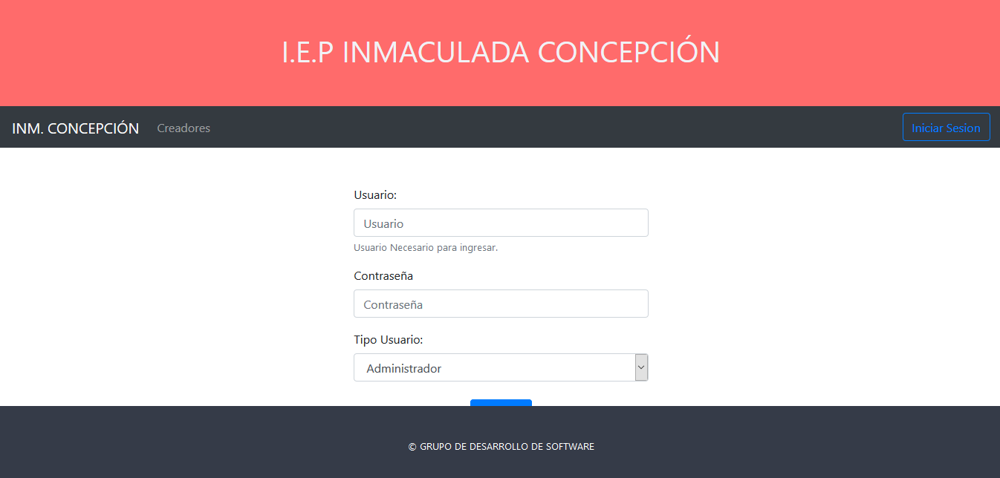 I.E.P INMACULADA CONCEPCIÓN
INM. CONCEPCIÓN Creadores Iniciar Sesion
Usuario:
Usuario
Usuario Necesario para ingresar.
Contraseña
Contraseña
Tipo Usuario:
Administrador
© GRUPO DE DESARROLLO DE SOFTWARE